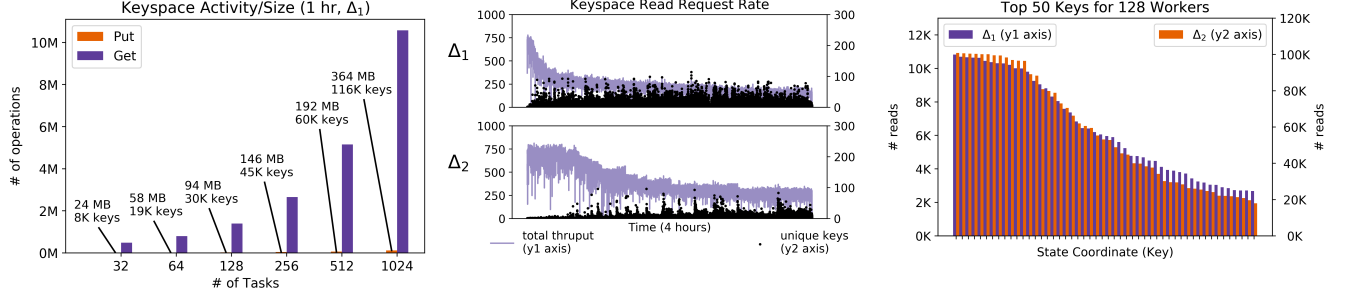 Keyspace Activity/Size (1 hr, Δ1)
# of operations
10M
8M
6M
4M
2M
0M
Put
Get
24 MB
8K keys
58 MB
19K keys
94 MB
30K keys
146 MB
45K keys
192 MB
60K keys
364 MB
116K keys
32 64 128 256 512 1024
# of Tasks
Keyspace Read Request Rate
Δ1
1000
750
500
250
0
300
200
100
0
Δ2
1000
750
500
250
0
300
200
100
0
Time (4 hours)
total thruput
(y1 axis)
unique keys
(y2 axis)
Top 50 Keys for 128 Workers
# reads
12K
10K
8K
6K
4K
2K
0K
Δ1 (y1 axis)
Δ2 (y2 axis)
120K
100K
80K
60K
40K
20K
0K
# reads
State Coordinate (Key)